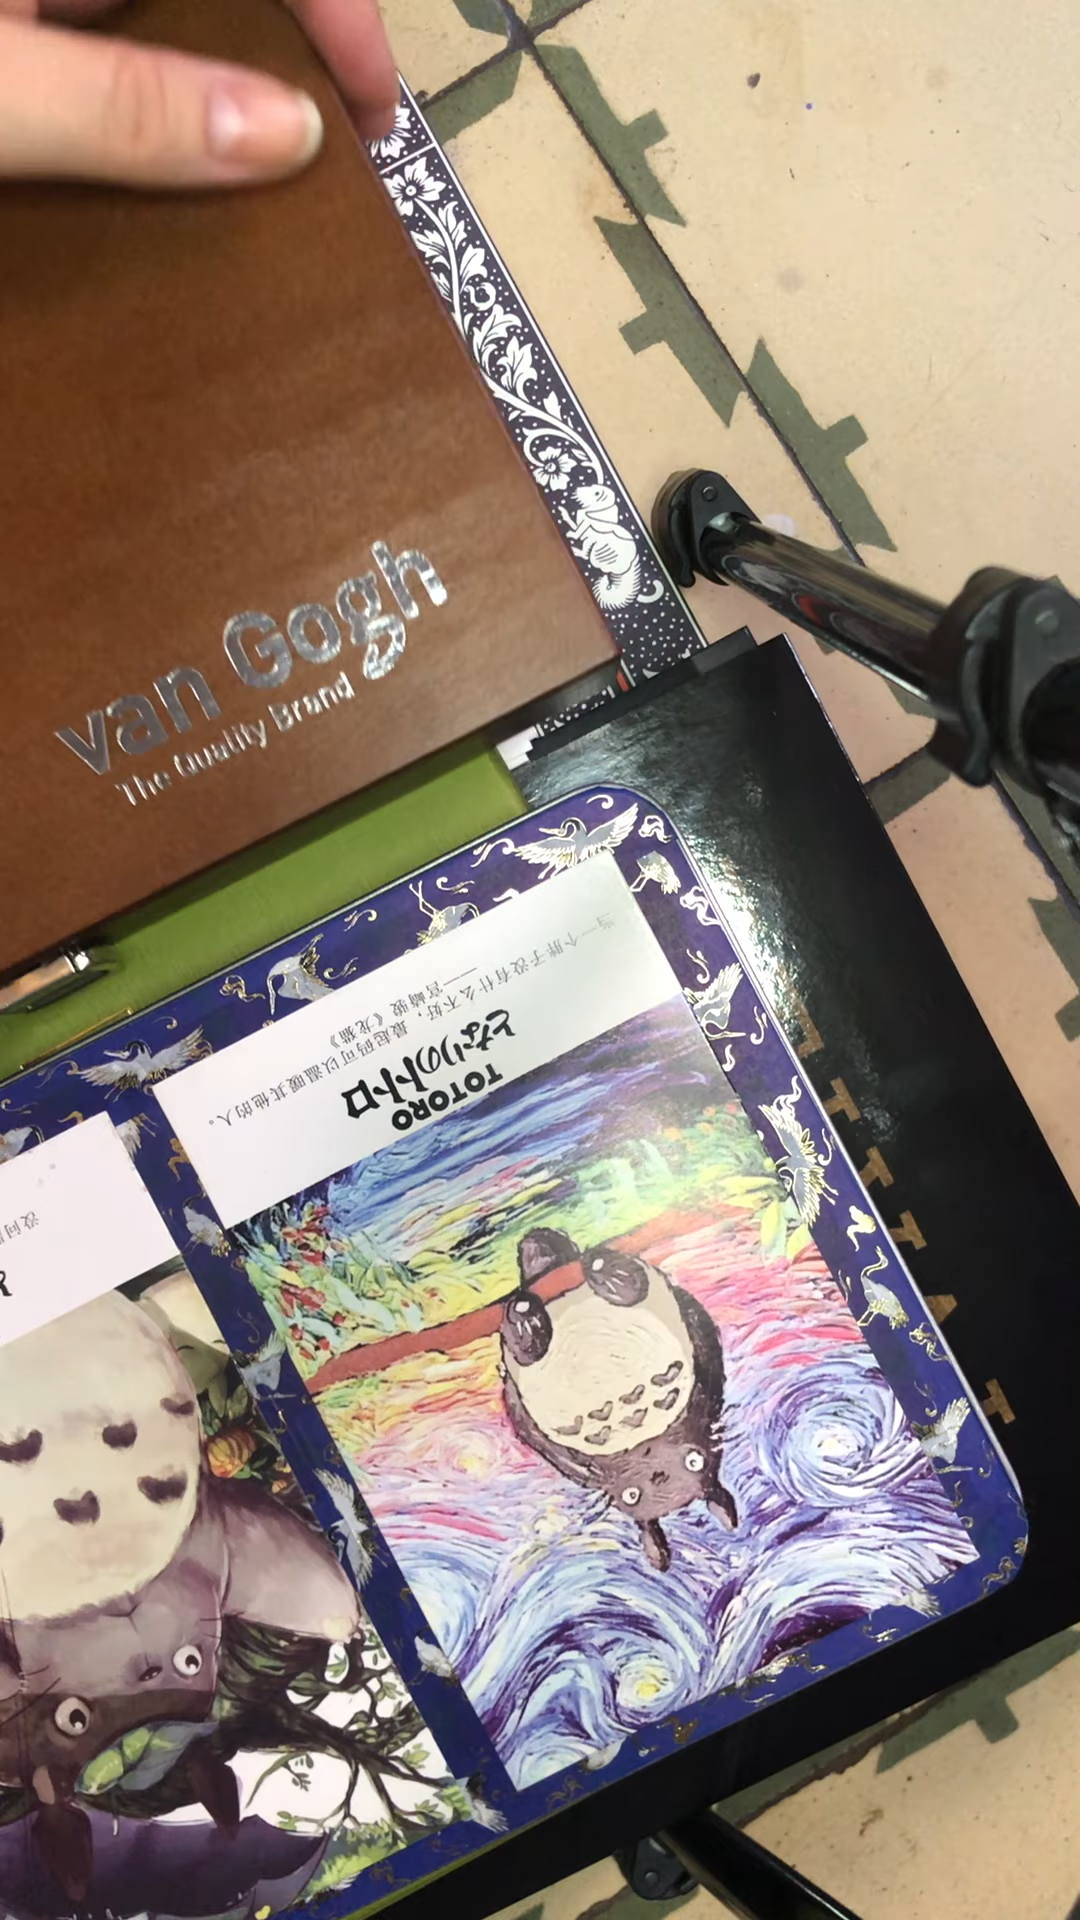 van Gogh
The Quality Brand
TOTORO
となりのトトロ
当一个胖子没有什么不好，最起码可以温暖其他的人。
——宫崎骏《龙猫》